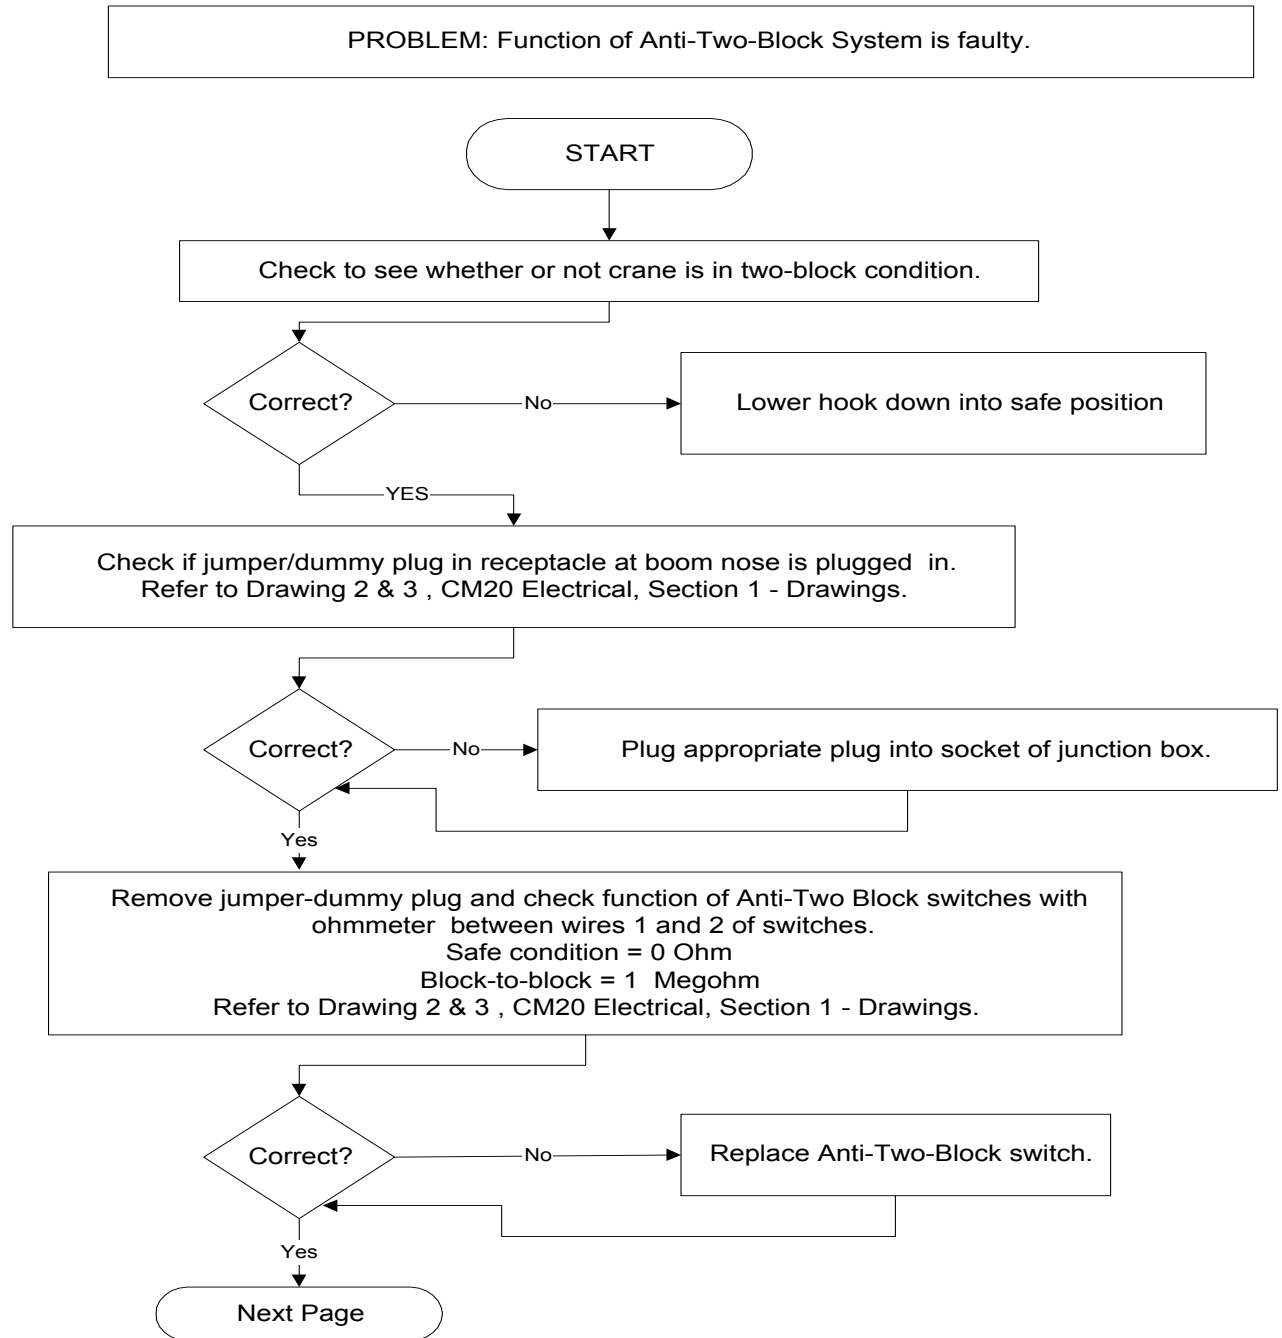 PROBLEM: Function of Anti-Two-Block System is faulty.
START
Check to see whether or not crane is in two-block condition.
Correct?
No
Lower hook down into safe position
YES
Check if jumper/dummy plug in receptacle at boom nose is plugged in.
Refer to Drawing 2 & 3 , CM20 Electrical, Section 1 - Drawings.
Correct?
No
Plug appropriate plug into socket of junction box.
Yes
Remove jumper-dummy plug and check function of Anti-Two Block switches with
ohmmeter between wires 1 and 2 of switches.
Safe condition = 0 Ohm
Block-to-block = 1 Megohm
Refer to Drawing 2 & 3 , CM20 Electrical, Section 1 - Drawings.
Correct?
No
Replace Anti-Two-Block switch.
Yes
Next Page